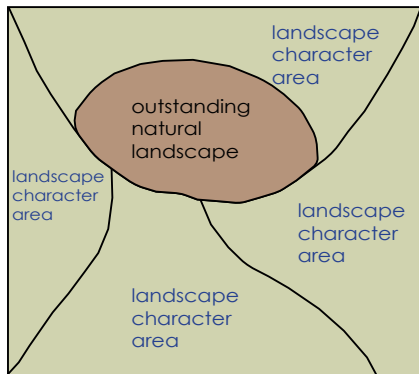 landscape
character
area
outstanding
natural
landscape
landscape
character
area
landscape
character
area
landscape
character
area